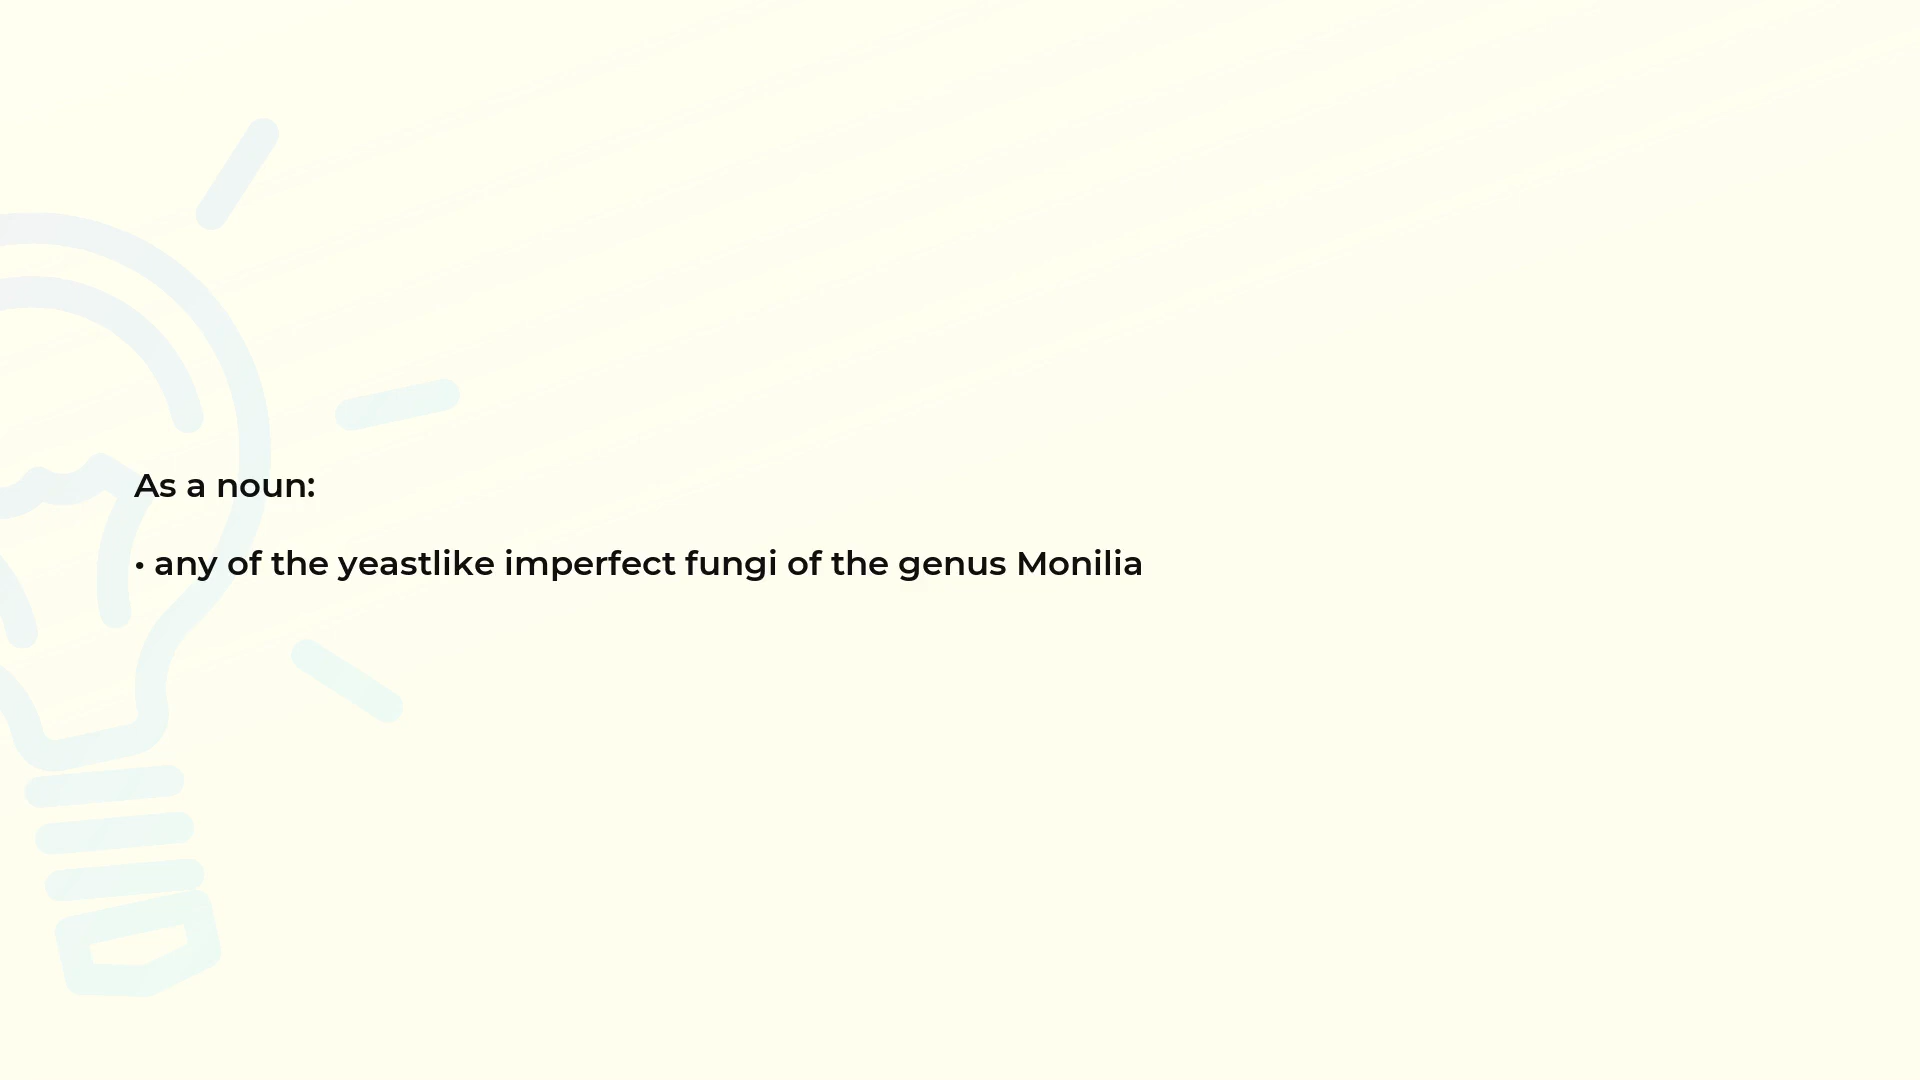 As a noun:
• any of the yeastlike imperfect fungi of the genus Monilia